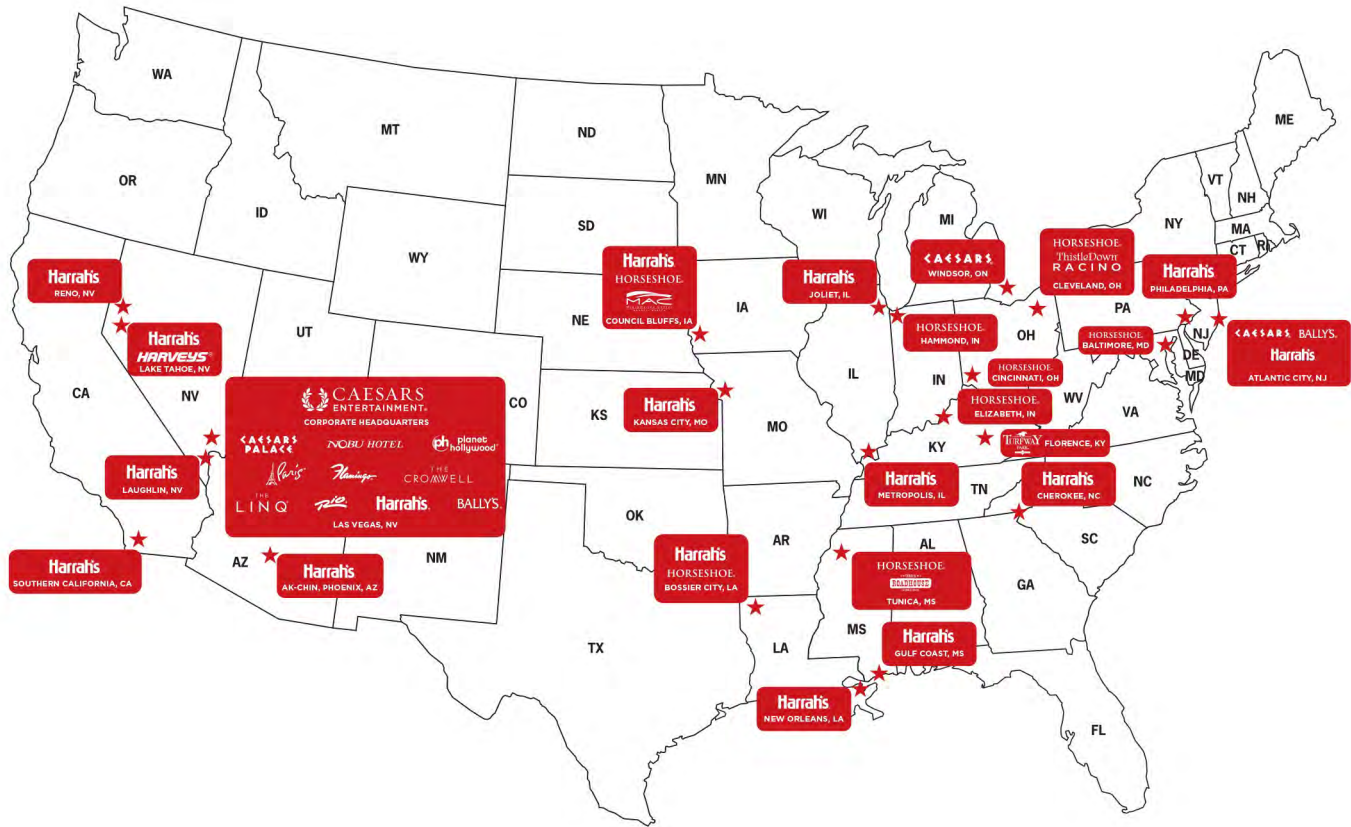 WA
MT
ND
MN
ME
OR
ID
SD
WI
MI
VT
NH
NY
MA
CT
RI
WY
Harrah's
RENO, NV
Harrah's
HARVEYS
LAKE TAHOE, NV
Harrah's
HORSESHOE
MAC
COUNCIL BLUFFS, IA
Harrah's
JOLIET, IL
CAESARS
WINDSOR, ON
HORSESHOE
ThistleDown
RACINO
CLEVELAND, OH
Harrah's
PHILADELPHIA, PA
HORSESHOE
HAMMOND, IN
HORSESHOE
BALTIMORE, MD
CAESARS BALLY'S
Harrah's
ATLANTIC CITY, NJ
NE
IA
PA
OH
NJ
DE
MD
UT
CA
NV
CO
KS
MO
IL
IN
WV
VA
CAESARS
ENTERTAINMENT®
CORPORATE HEADQUARTERS
CAESARS
PALACE
NOBU HOTEL
ph planet
hollywood
Paris
Flamingo
THE
CROMWELL
THE
LINQ
Rio
Harrah's
BALLY'S
LAS VEGAS, NV
Harrah's
KANSAS CITY, MO
HORSESHOE
CINCINNATI, OH
HORSESHOE
ELIZABETH, IN
TURFWAY
PARK
FLORENCE, KY
KY
Harrah's
LAUGHLIN, NV
Harrah's
METROPOLIS, IL
TN
Harrah's
CHEROKEE, NC
NC
OK
AR
SC
Harrah's
SOUTHERN CALIFORNIA, CA
AZ
Harrah's
AK-CHIN, PHOENIX, AZ
NM
Harrah's
HORSESHOE
BOSSIER CITY, LA
AL
HORSESHOE
ROADHOUSE
TUNICA, MS
GA
TX
LA
MS
Harrah's
GULF COAST, MS
Harrah's
NEW ORLEANS, LA
FL